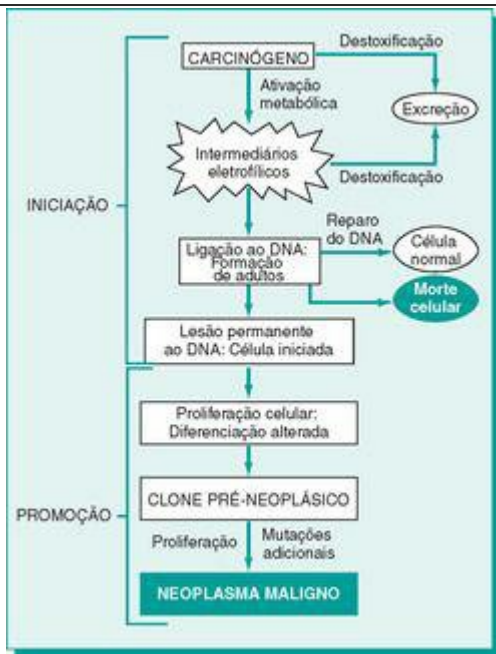 CARCINÓGENO
Destoxificação
Ativação
metabólica
Excreção
Intermediários
eletrofílicos
Destoxificação
INICIAÇÃO
Ligação ao DNA:
Formação
de adutos
Reparo
do DNA
Célula
normal
Morte
celular
Lesão permanente
ao DNA: Célula iniciada
Proliferação celular:
Diferenciação alterada
PROMOÇÃO
CLONE PRÉ-NEOPLÁSICO
Proliferação
Mutações
adicionais
NEOPLASMA MALIGNO